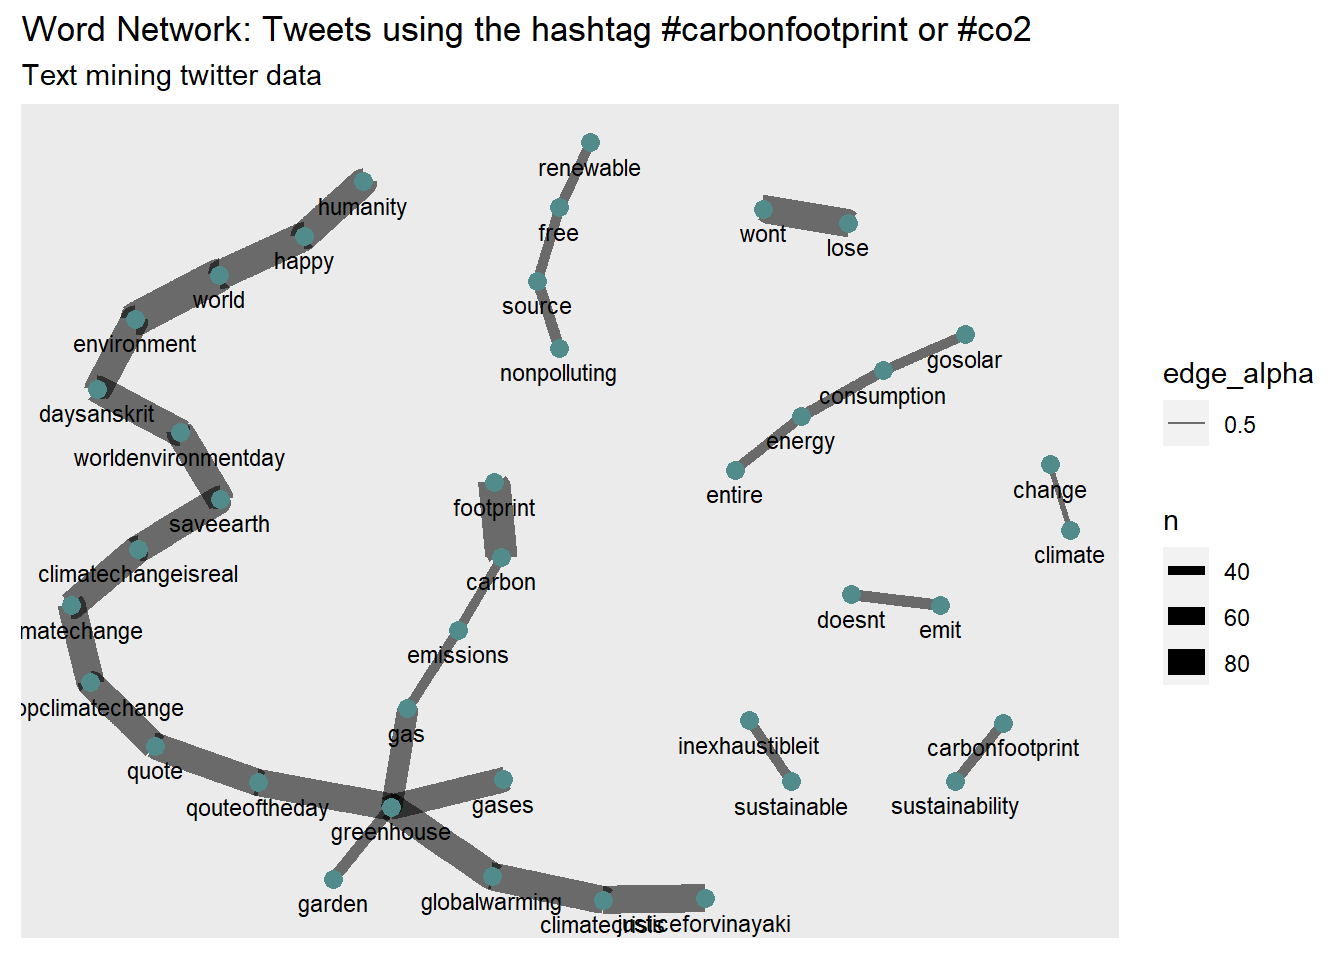 Word Network: Tweets using the hashtag #carbonfootprint or #co2
Text mining twitter data
renewable
humanity
free
wont
lose
happy
world
source
environment
gosolar
nonpolluting
consumption
daysanskrit
energy
worldenvironmentday
change
entire
footprint
saveearth
climate
climatechangeisreal
carbon
doesnt
emit
matechange
emissions
opclimatechange
gas
inexhaustibleit
carbonfootprint
quote
gases
sustainable
sustainability
qouteoftheday
greenhouse
garden
globalwarming
climatecrisis
justiceforvinayaki
edge_alpha
0.5
n
40
60
80